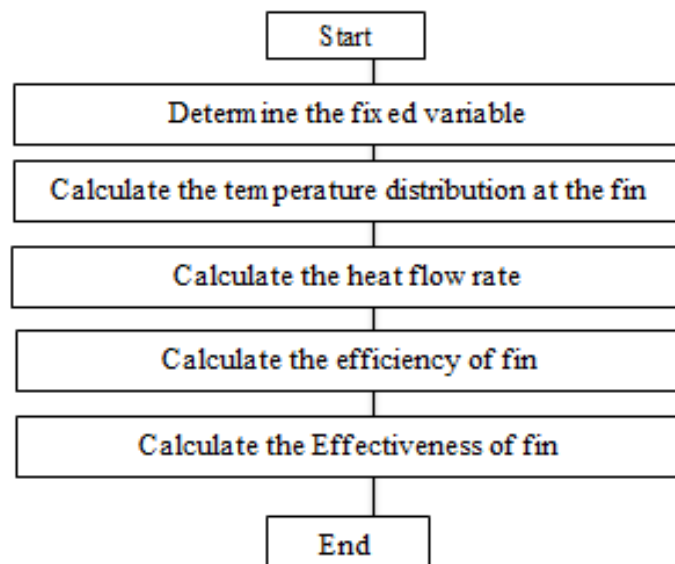 Start
Determine the fixed variable
Calculate the temperature distribution at the fin
Calculate the heat flow rate
Calculate the efficiency of fin
Calculate the Effectiveness of fin
End